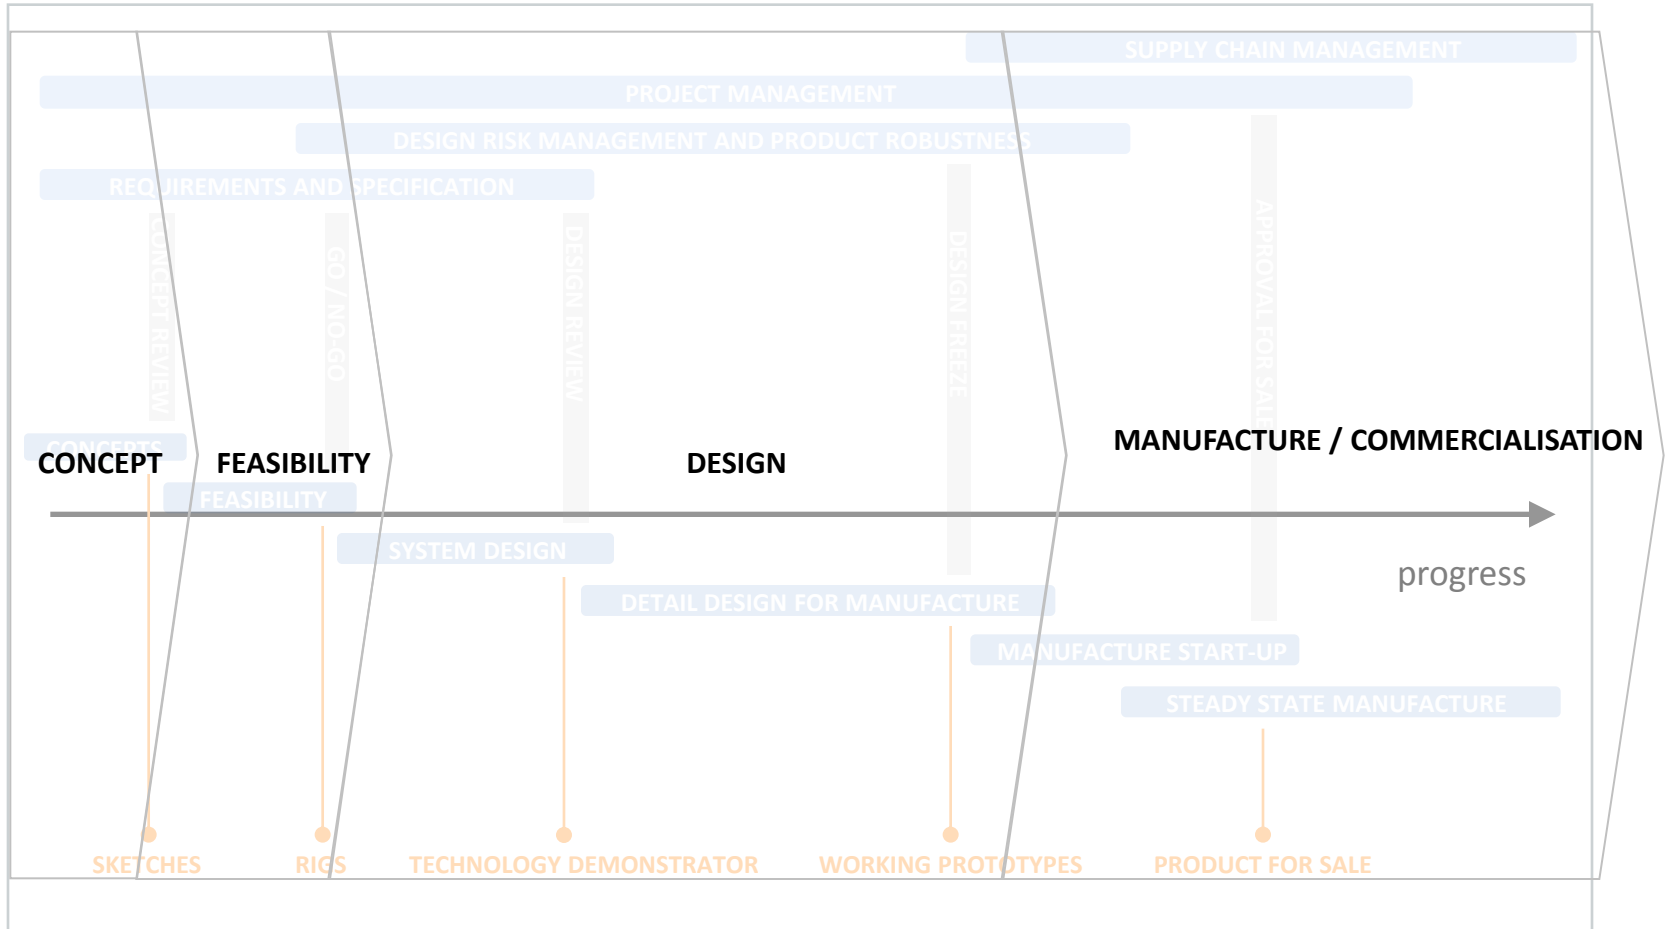 SUPPLY CHAIN MANAGEMENT
PROJECT MANAGEMENT
DESIGN RISK MANAGEMENT AND PRODUCT ROBUSTNESS
REQUIREMENTS AND SPECIFICATION
CONCEPT REVIEW
GO / NO-GO
DESIGN REVIEW
DESIGN FREEZE
APPROVAL FOR SALE
CONCEPTS
CONCEPT
FEASIBILITY
DESIGN
MANUFACTURE / COMMERCIALISATION
FEASIBILITY
SYSTEM DESIGN
progress
DETAIL DESIGN FOR MANUFACTURE
MANUFACTURE START-UP
STEADY STATE MANUFACTURE
SKETCHES
RIGS
TECHNOLOGY DEMONSTRATOR
WORKING PROTOTYPES
PRODUCT FOR SALE